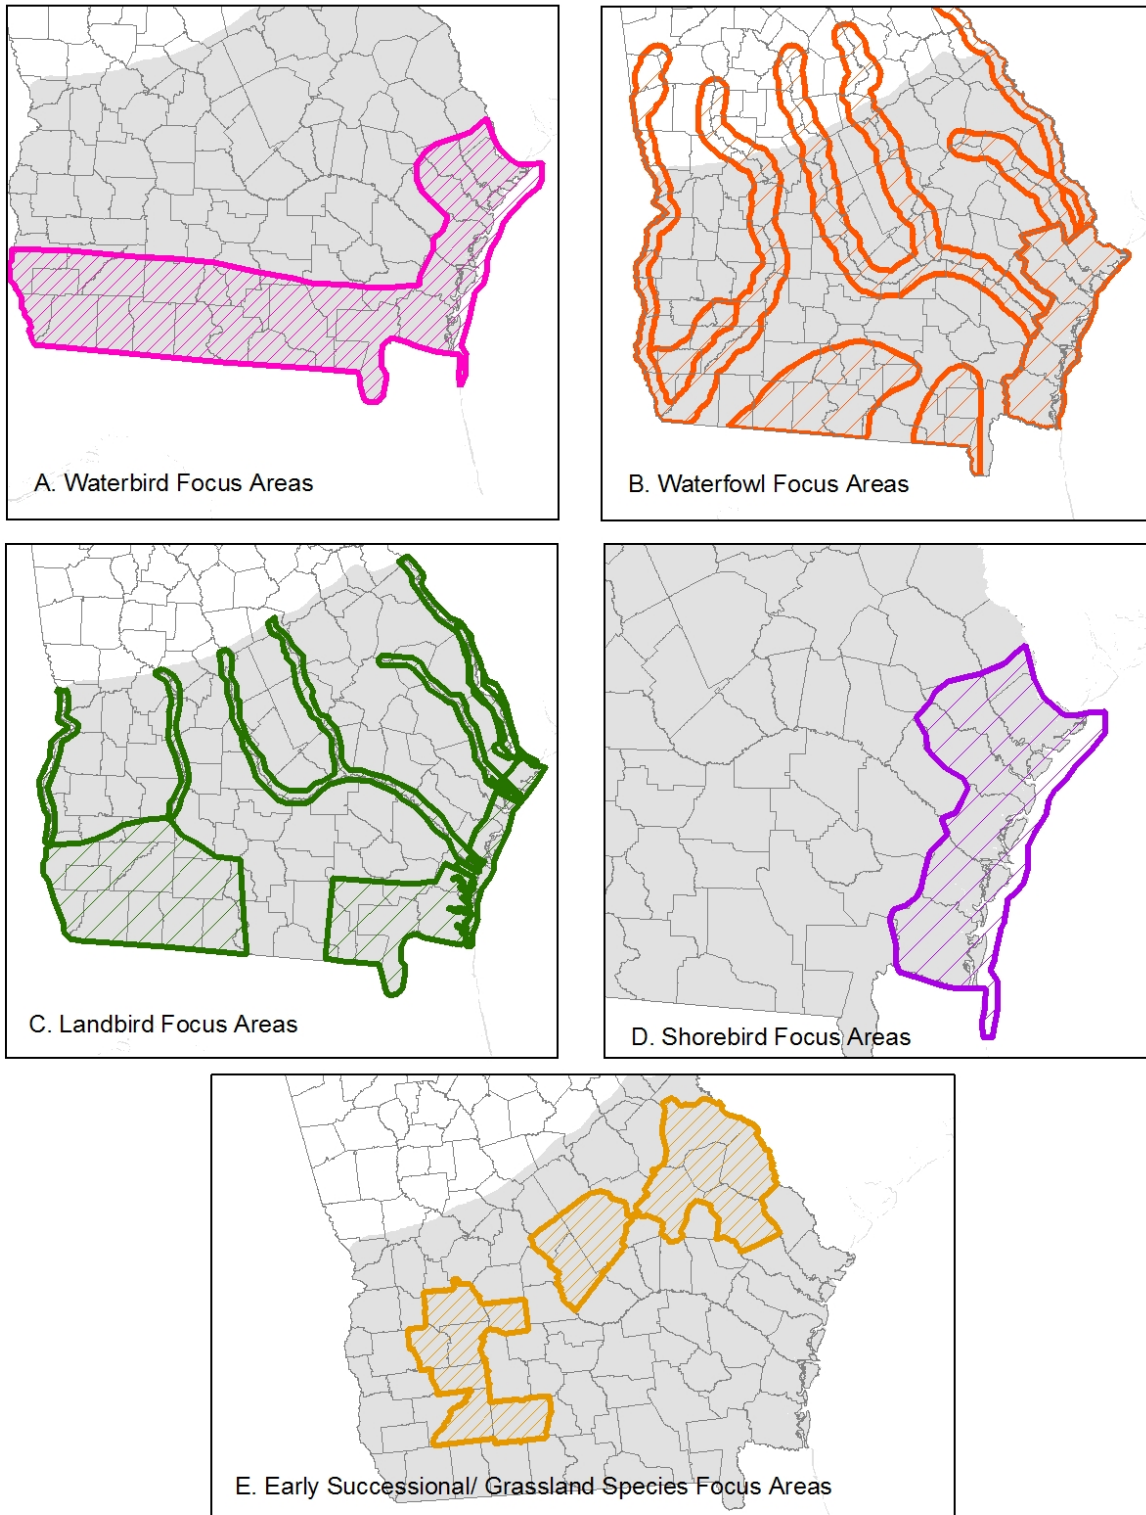 A. Waterbird Focus Areas
B. Waterfowl Focus Areas
C. Landbird Focus Areas
D. Shorebird Focus Areas
E. Early Successional/ Grassland Species Focus Areas